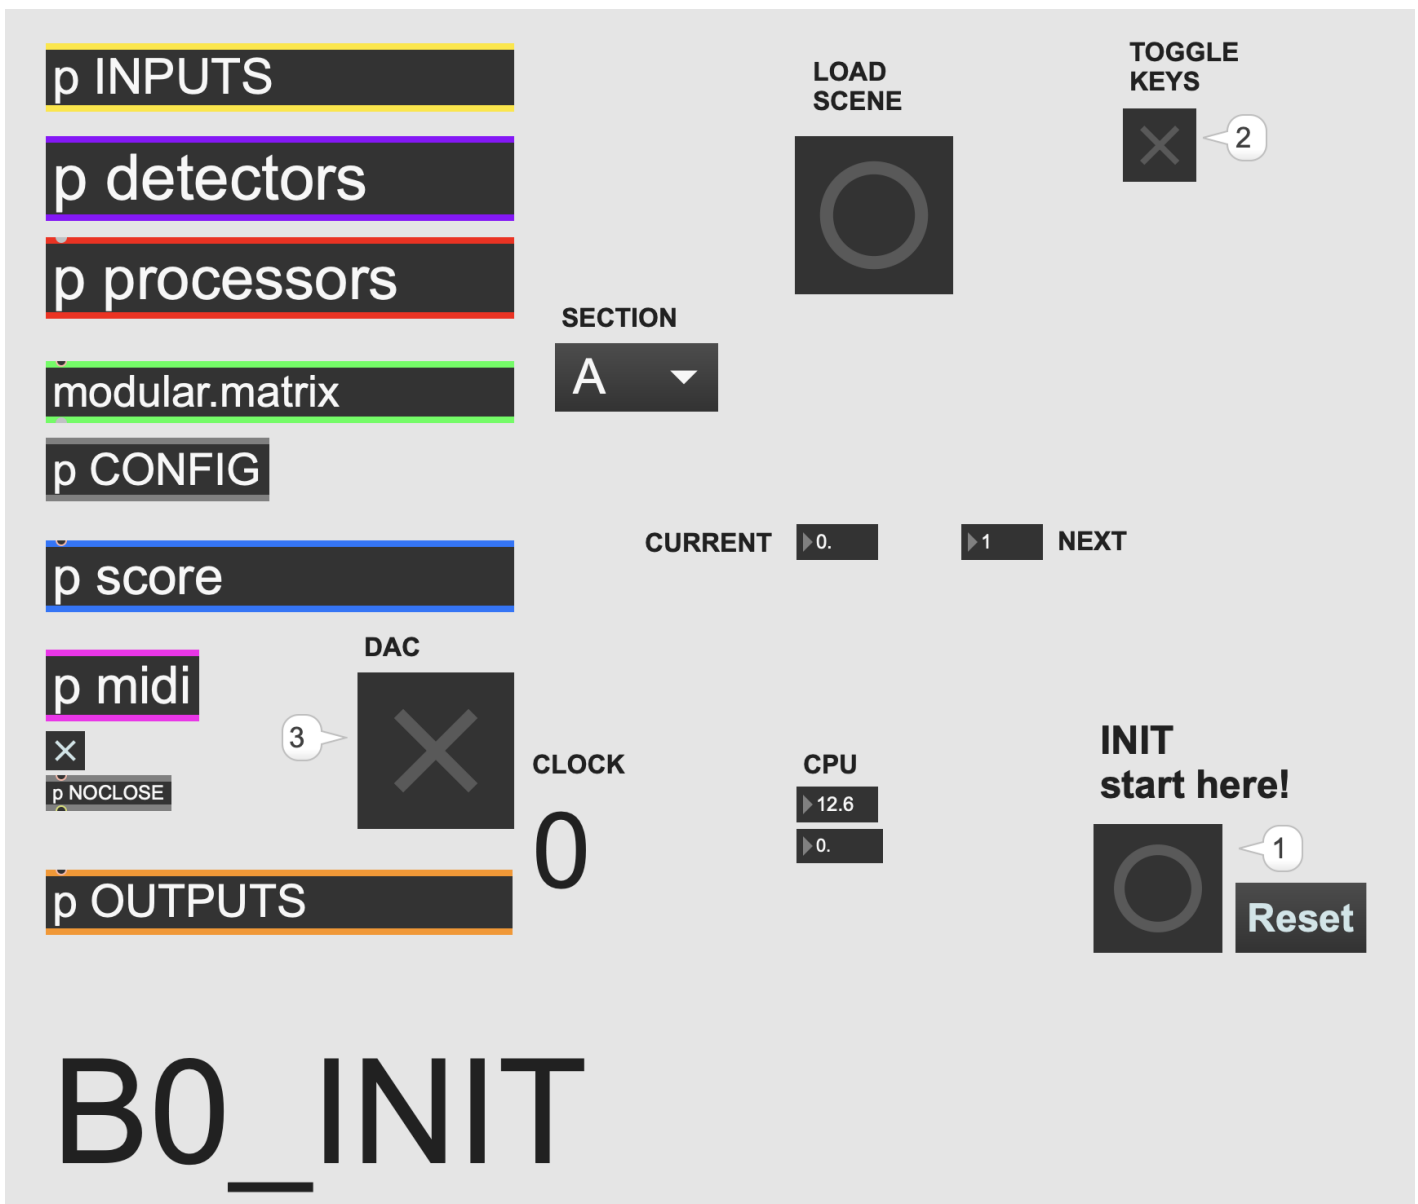 p INPUTS
p detectors
p processors
modular.matrix
p CONFIG
p score
p midi
p NOCLOSE
p OUTPUTS
LOAD
SCENE
TOGGLE
KEYS
2
SECTION
A
CURRENT
0.
1
NEXT
DAC
3
CLOCK
0
CPU
12.6
0.
INIT
start here!
1
Reset
B0_INIT